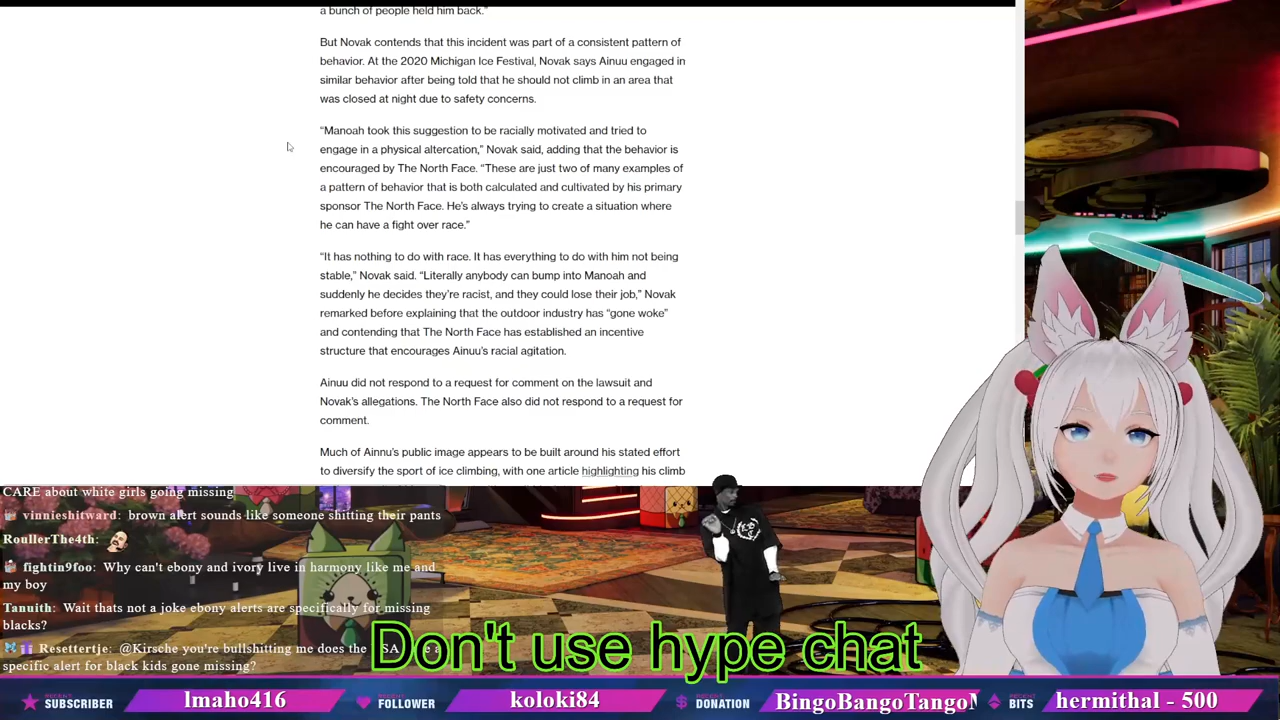 a bunch of people held him back."
But Novak contends that this incident was part of a consistent pattern of
behavior. At the 2020 Michigan Ice Festival, Novak says Ainuu engaged in
similar behavior after being told that he should not climb in an area that
was closed at night due to safety concerns.
“Manoah took this suggestion to be racially motivated and tried to
engage in a physical altercation,” Novak said, adding that the behavior is
encouraged by The North Face. “These are just two of many examples of
a pattern of behavior that is both calculated and cultivated by his primary
sponsor The North Face. He’s always trying to create a situation where
he can have a fight over race.”
“It has nothing to do with race. It has everything to do with him not being
stable,” Novak said. “Literally anybody can bump into Manoah and
suddenly he decides they’re racist, and they could lose their job,” Novak
remarked before explaining that the outdoor industry has “gone woke”
and contending that The North Face has established an incentive
structure that encourages Ainuu’s racial agitation.
Ainuu did not respond to a request for comment on the lawsuit and
Novak’s allegations. The North Face also did not respond to a request for
comment.
Much of Ainnu’s public image appears to be built around his stated effort
to diversify the sport of ice climbing, with one article highlighting his climb
CARE about white girls going missing
vinnieshitward: brown alert sounds like someone shitting their pants
RoullerThe4th:
fightin9foo: Why can't ebony and ivory live in harmony like me and
my boy
Tanuith: Wait thats not a joke ebony alerts are specifically for missing
blacks?
Resettertje: @Kirsche you're bullshitting me does the SA a
specific alert for black kids gone missing?
Don't use hype chat
RECENT SUBSCRIBER lmaho416 RECENT FOLLOWER koloki84 RECENT DONATION BingoBangoTango RECENT BITS hermithal - 500